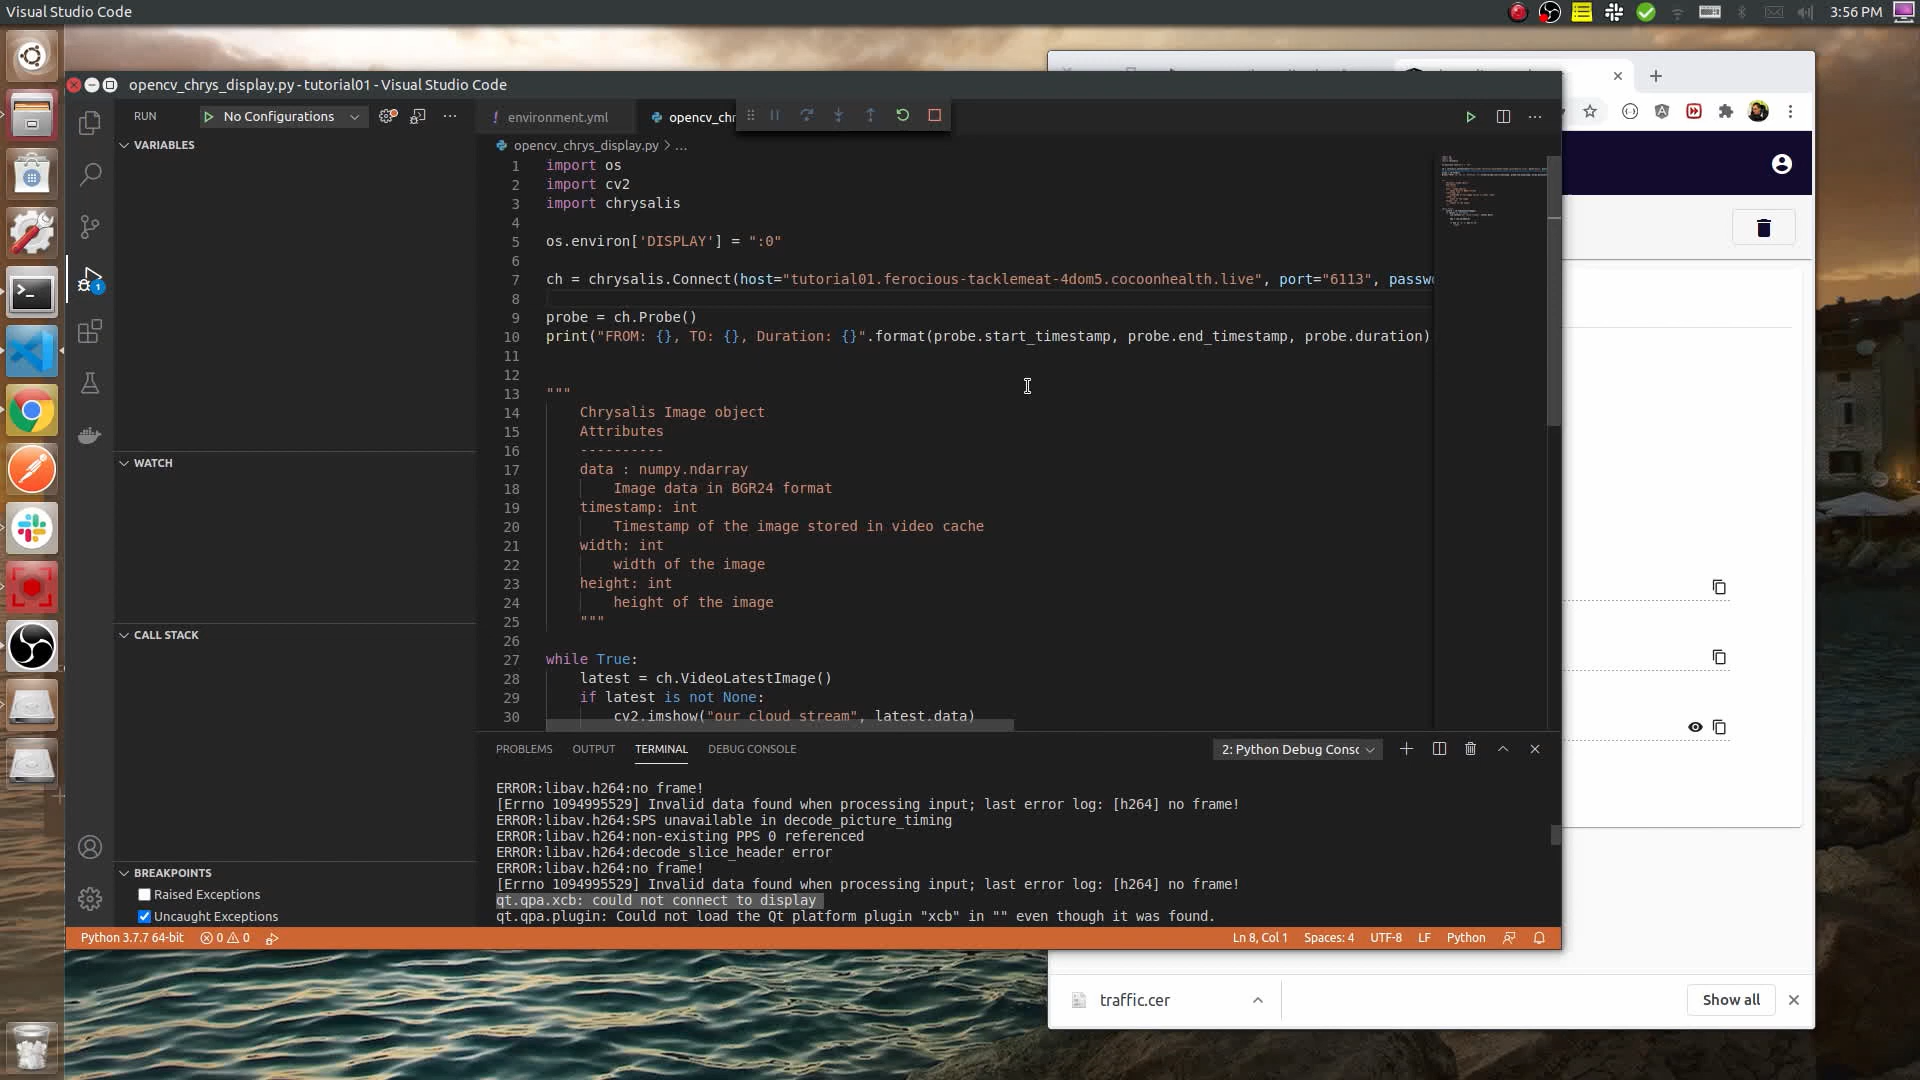 Visual Studio Code
3:56 PM
opencv_chrys_display.py - tutorial01 - Visual Studio Code
RUN
No Configurations
environment.yml
opencv_chr
VARIABLES
opencv_chrys_display.py > ...
1 import os
2 import cv2
3 import chrysalis
4
5 os.environ['DISPLAY'] = ":0"
6
7 ch = chrysalis.Connect(host="tutorial01.ferocious-tacklemeat-4dom5.cocoonhealth.live", port="6113", passw
8
9 probe = ch.Probe()
10 print("FROM: {}, TO: {}, Duration: {}".format(probe.start_timestamp, probe.end_timestamp, probe.duration)
11
12
13 """
14 Chrysalis Image object
15 Attributes
16 ----------
17 data : numpy.ndarray
18 Image data in BGR24 format
19 timestamp: int
20 Timestamp of the image stored in video cache
21 width: int
22 width of the image
23 height: int
24 height of the image
25 """
26
27 while True:
28 latest = ch.VideoLatestImage()
29 if latest is not None:
30 cv2.imshow("our cloud stream", latest.data)
WATCH
CALL STACK
BREAKPOINTS
Raised Exceptions
Uncaught Exceptions
1
PROBLEMS OUTPUT TERMINAL DEBUG CONSOLE
2: Python Debug Consc
ERROR:libav.h264:no frame!
[Errno 1094995529] Invalid data found when processing input; last error log: [h264] no frame!
ERROR:libav.h264:SPS unavailable in decode_picture_timing
ERROR:libav.h264:non-existing PPS 0 referenced
ERROR:libav.h264:decode_slice_header error
ERROR:libav.h264:no frame!
[Errno 1094995529] Invalid data found when processing input; last error log: [h264] no frame!
qt.qpa.xcb: could not connect to display
qt.qpa.plugin: Could not load the Qt platform plugin "xcb" in "" even though it was found.
Python 3.7.7 64-bit
0 0
Ln 8, Col 1 Spaces: 4 UTF-8 LF Python
traffic.cer
Show all